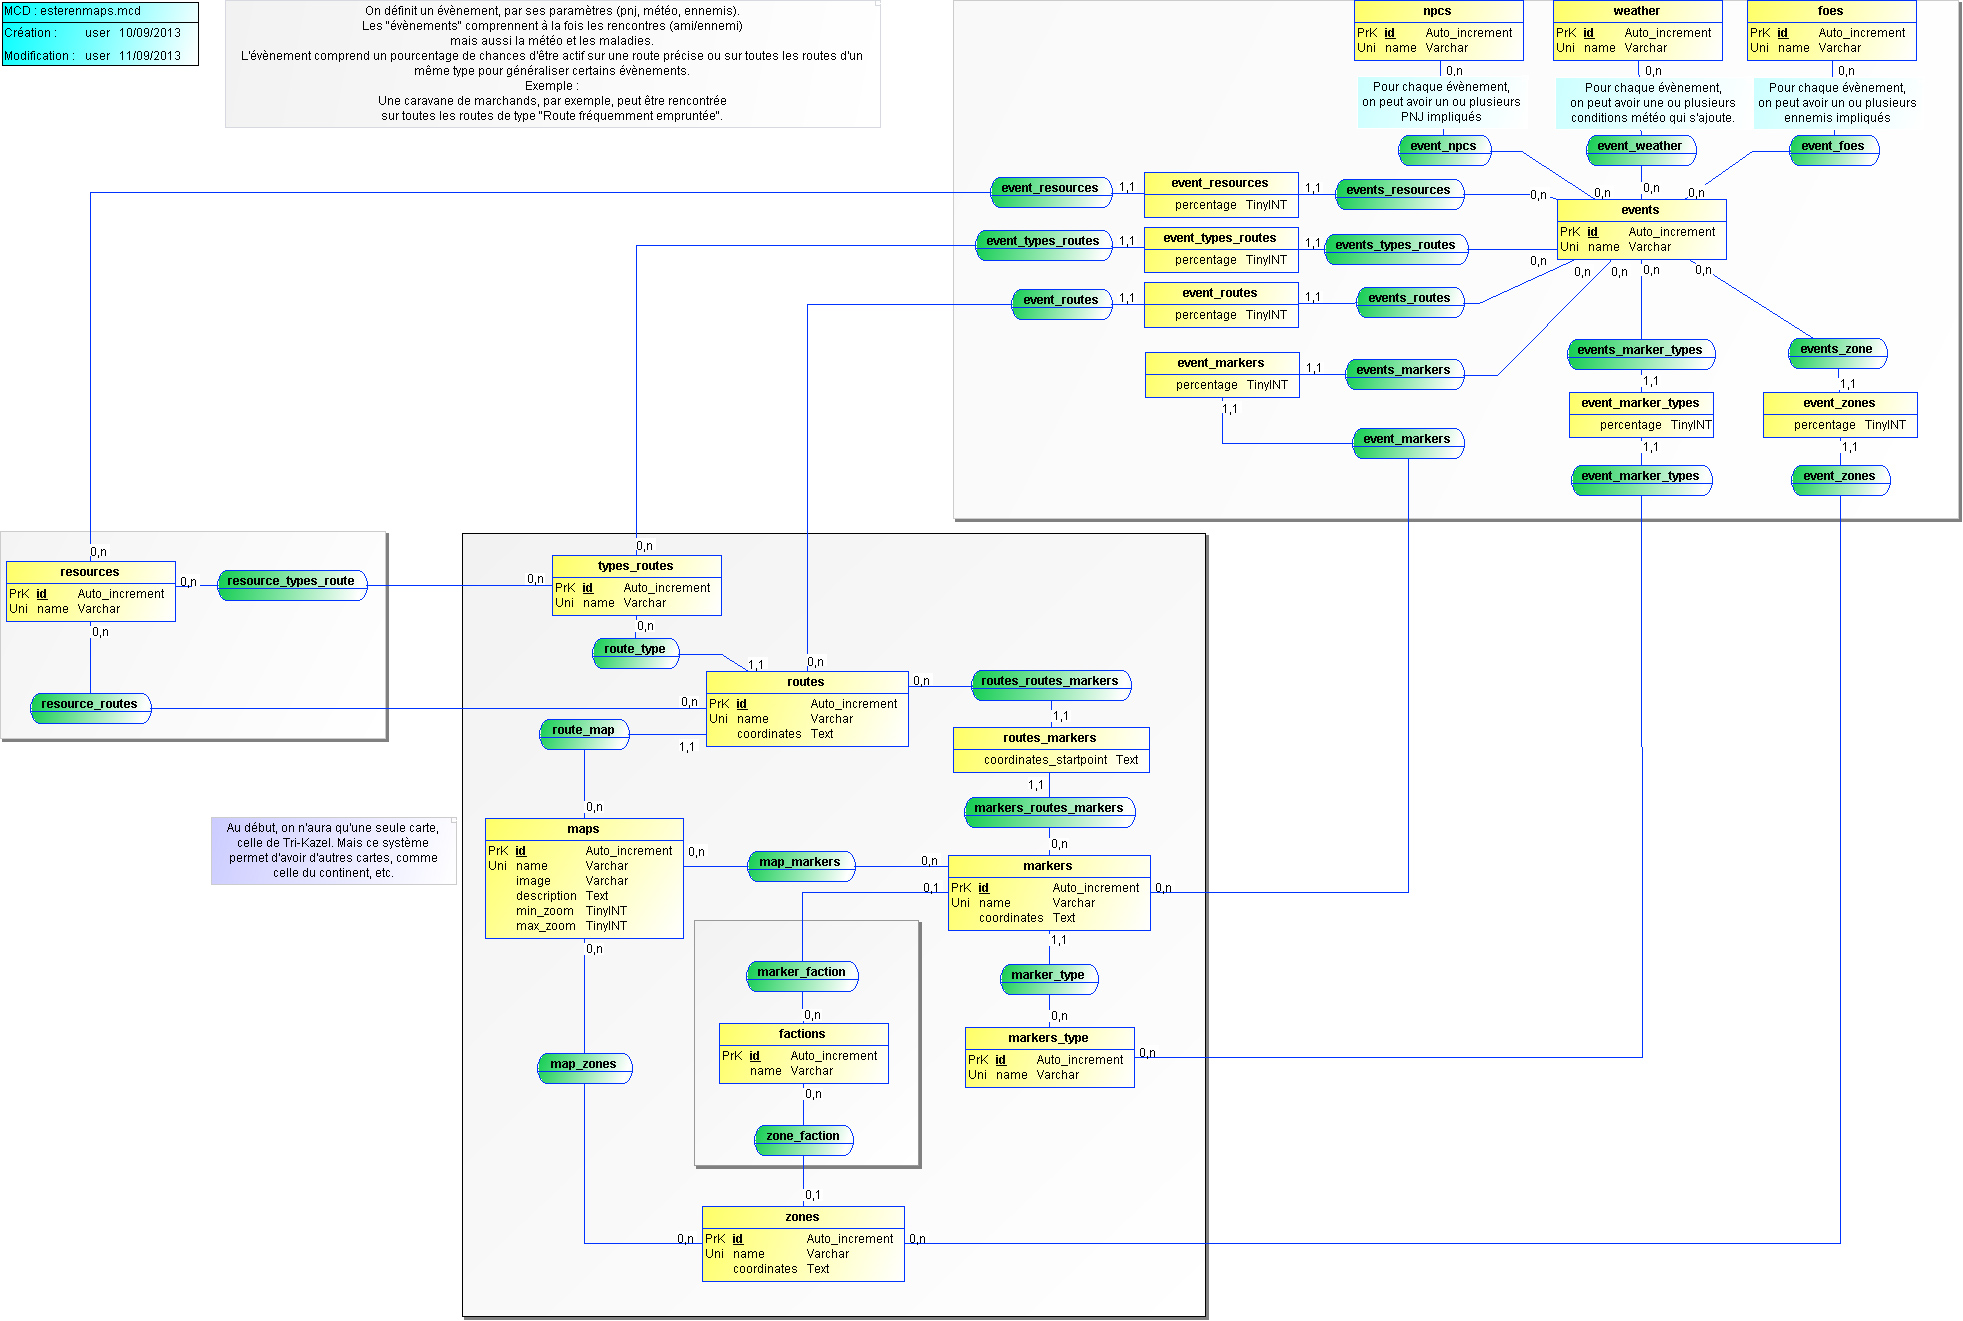 MCD : esterenmaps.mcd
Création : user 10/09/2013
Modification : user 11/09/2013
On définit un évènement, par ses paramètres (pnj, météo, ennemis).
Les "évènements" comprennent à la fois les rencontres (ami/ennemi)
mais aussi la météo et les maladies.
L'évènement comprend un pourcentage de chances d'être actif sur une route précise ou sur toutes les routes d'un
même type pour généraliser certains évènements.
Exemple :
Une caravane de marchands, par exemple, peut être rencontrée
sur toutes les routes de type "Route fréquemment empruntée".
npcs
PrK id Auto_increment
Uni name Varchar
0,n
Pour chaque évènement,
on peut avoir un ou plusieurs
PNJ impliqués
event_npcs
0,n
weather
PrK id Auto_increment
Uni name Varchar
0,n
Pour chaque évènement,
on peut avoir une ou plusieurs
conditions météo qui s'ajoute.
event_weather
0,n
foes
PrK id Auto_increment
Uni name Varchar
0,n
Pour chaque évènement,
on peut avoir un ou plusieurs
ennemis impliqués
event_foes
0,n
event_resources
1,1
event_resources
percentage TinyINT
1,1
events_resources
0,n
events
PrK id Auto_increment
Uni name Varchar
event_types_routes
1,1
event_types_routes
percentage TinyINT
1,1
events_types_routes
0,n
event_routes
1,1
event_routes
percentage TinyINT
1,1
events_routes
0,n
0,n
0,n
0,n
event_markers
percentage TinyINT
1,1
events_markers
1,1
event_markers
events_marker_types
1,1
event_marker_types
percentage TinyINT
1,1
event_marker_types
events_zone
1,1
event_zones
percentage TinyINT
1,1
event_zones
0,n
resources
PrK id Auto_increment
Uni name Varchar
0,n
resource_types_route
0,n
0,n
resource_routes
0,n
0,n
types_routes
PrK id Auto_increment
Uni name Varchar
0,n
route_type
1,1
0,n
routes
PrK id Auto_increment
Uni name Varchar
coordinates Text
0,n
routes_routes_markers
1,1
routes_markers
coordinates_startpoint Text
1,1
markers_routes_markers
0,n
route_map
1,1
0,n
Au début, on n'aura qu'une seule carte,
celle de Tri-Kazel. Mais ce système
permet d'avoir d'autres cartes, comme
celle du continent, etc.
maps
PrK id Auto_increment
Uni name Varchar
image Varchar
description Text
min_zoom TinyINT
max_zoom TinyINT
0,n
map_markers
0,n
0,1
markers
PrK id Auto_increment
Uni name Varchar
coordinates Text
0,n
1,1
marker_type
0,n
markers_type
PrK id Auto_increment
Uni name Varchar
0,n
0,n
map_zones
0,n
marker_faction
0,n
factions
PrK id Auto_increment
name Varchar
0,n
zone_faction
0,1
zones
PrK id Auto_increment
Uni name Varchar
coordinates Text
0,n